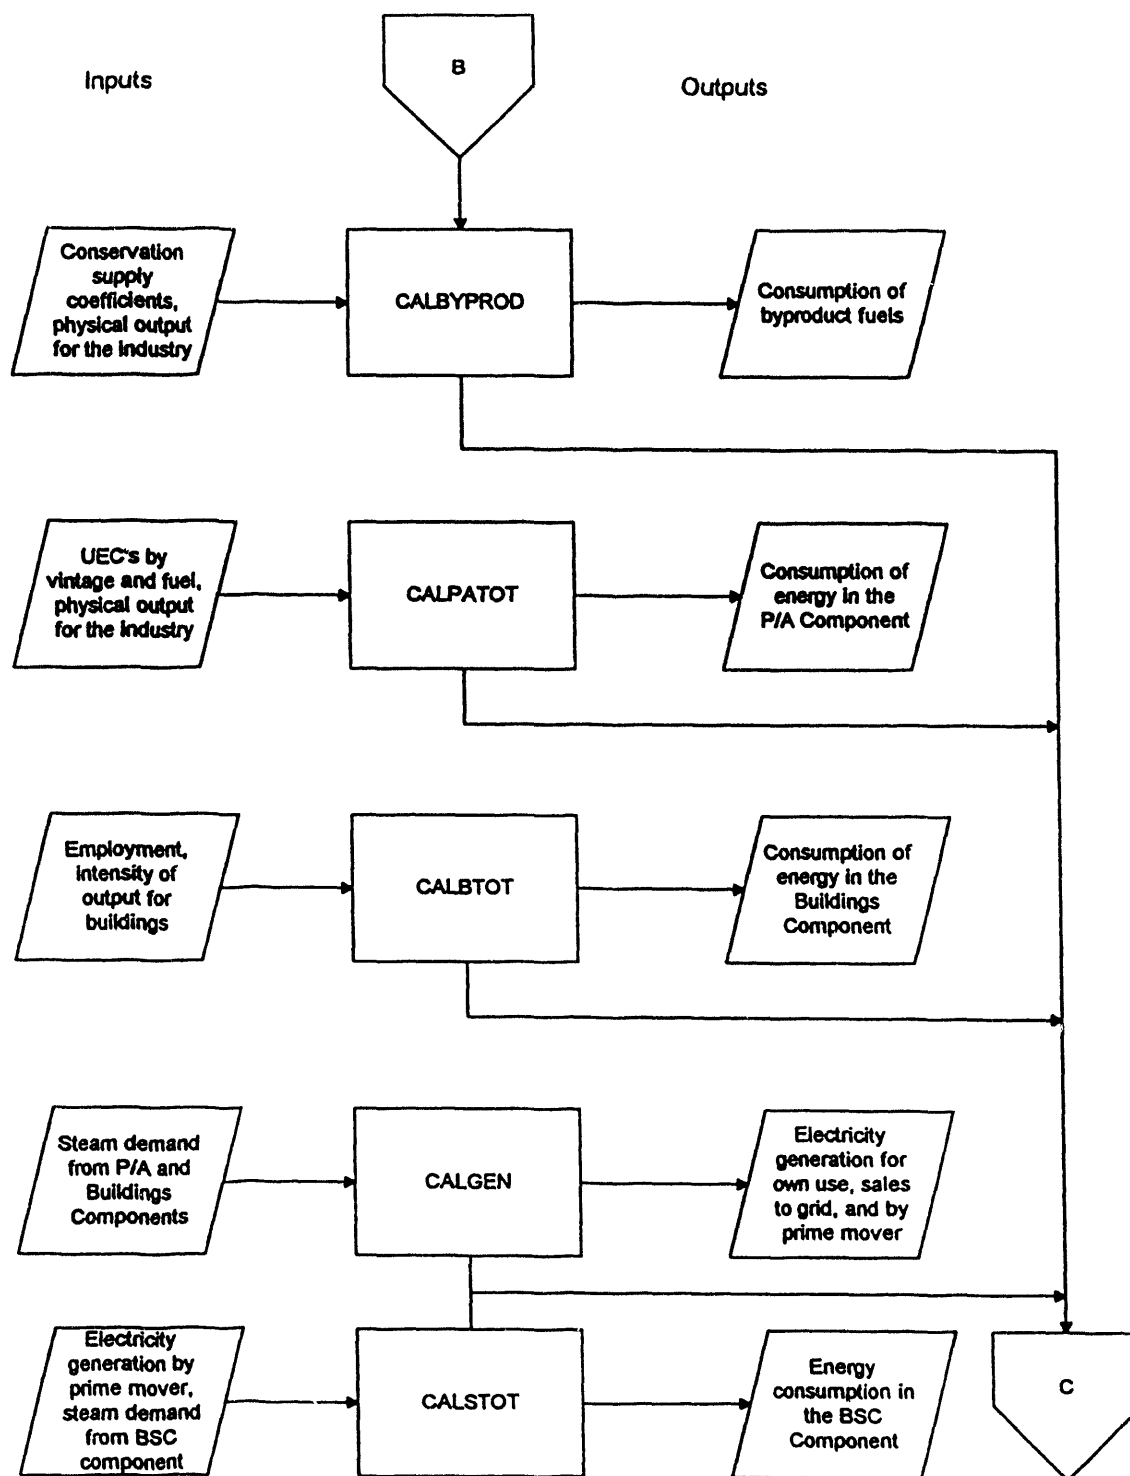 B
Inputs
Outputs
Conservation
supply
coefficients,
physical output
for the industry
CALBYPROD
Consumption of
byproduct fuels
UEC's by
vintage and fuel,
physical output
for the industry
CALPATOT
Consumption of
energy in the
P/A Component
Employment,
intensity of
output for
buildings
CALBTOT
Consumption of
energy in the
Buildings
Component
Steam demand
from P/A and
Buildings
Components
CALGEN
Electricity
generation for
own use, sales
to grid, and by
prime mover
Electricity
generation by
prime mover,
steam demand
from BSC
component
CALSTOT
Energy
consumption in
the BSC
Component
C